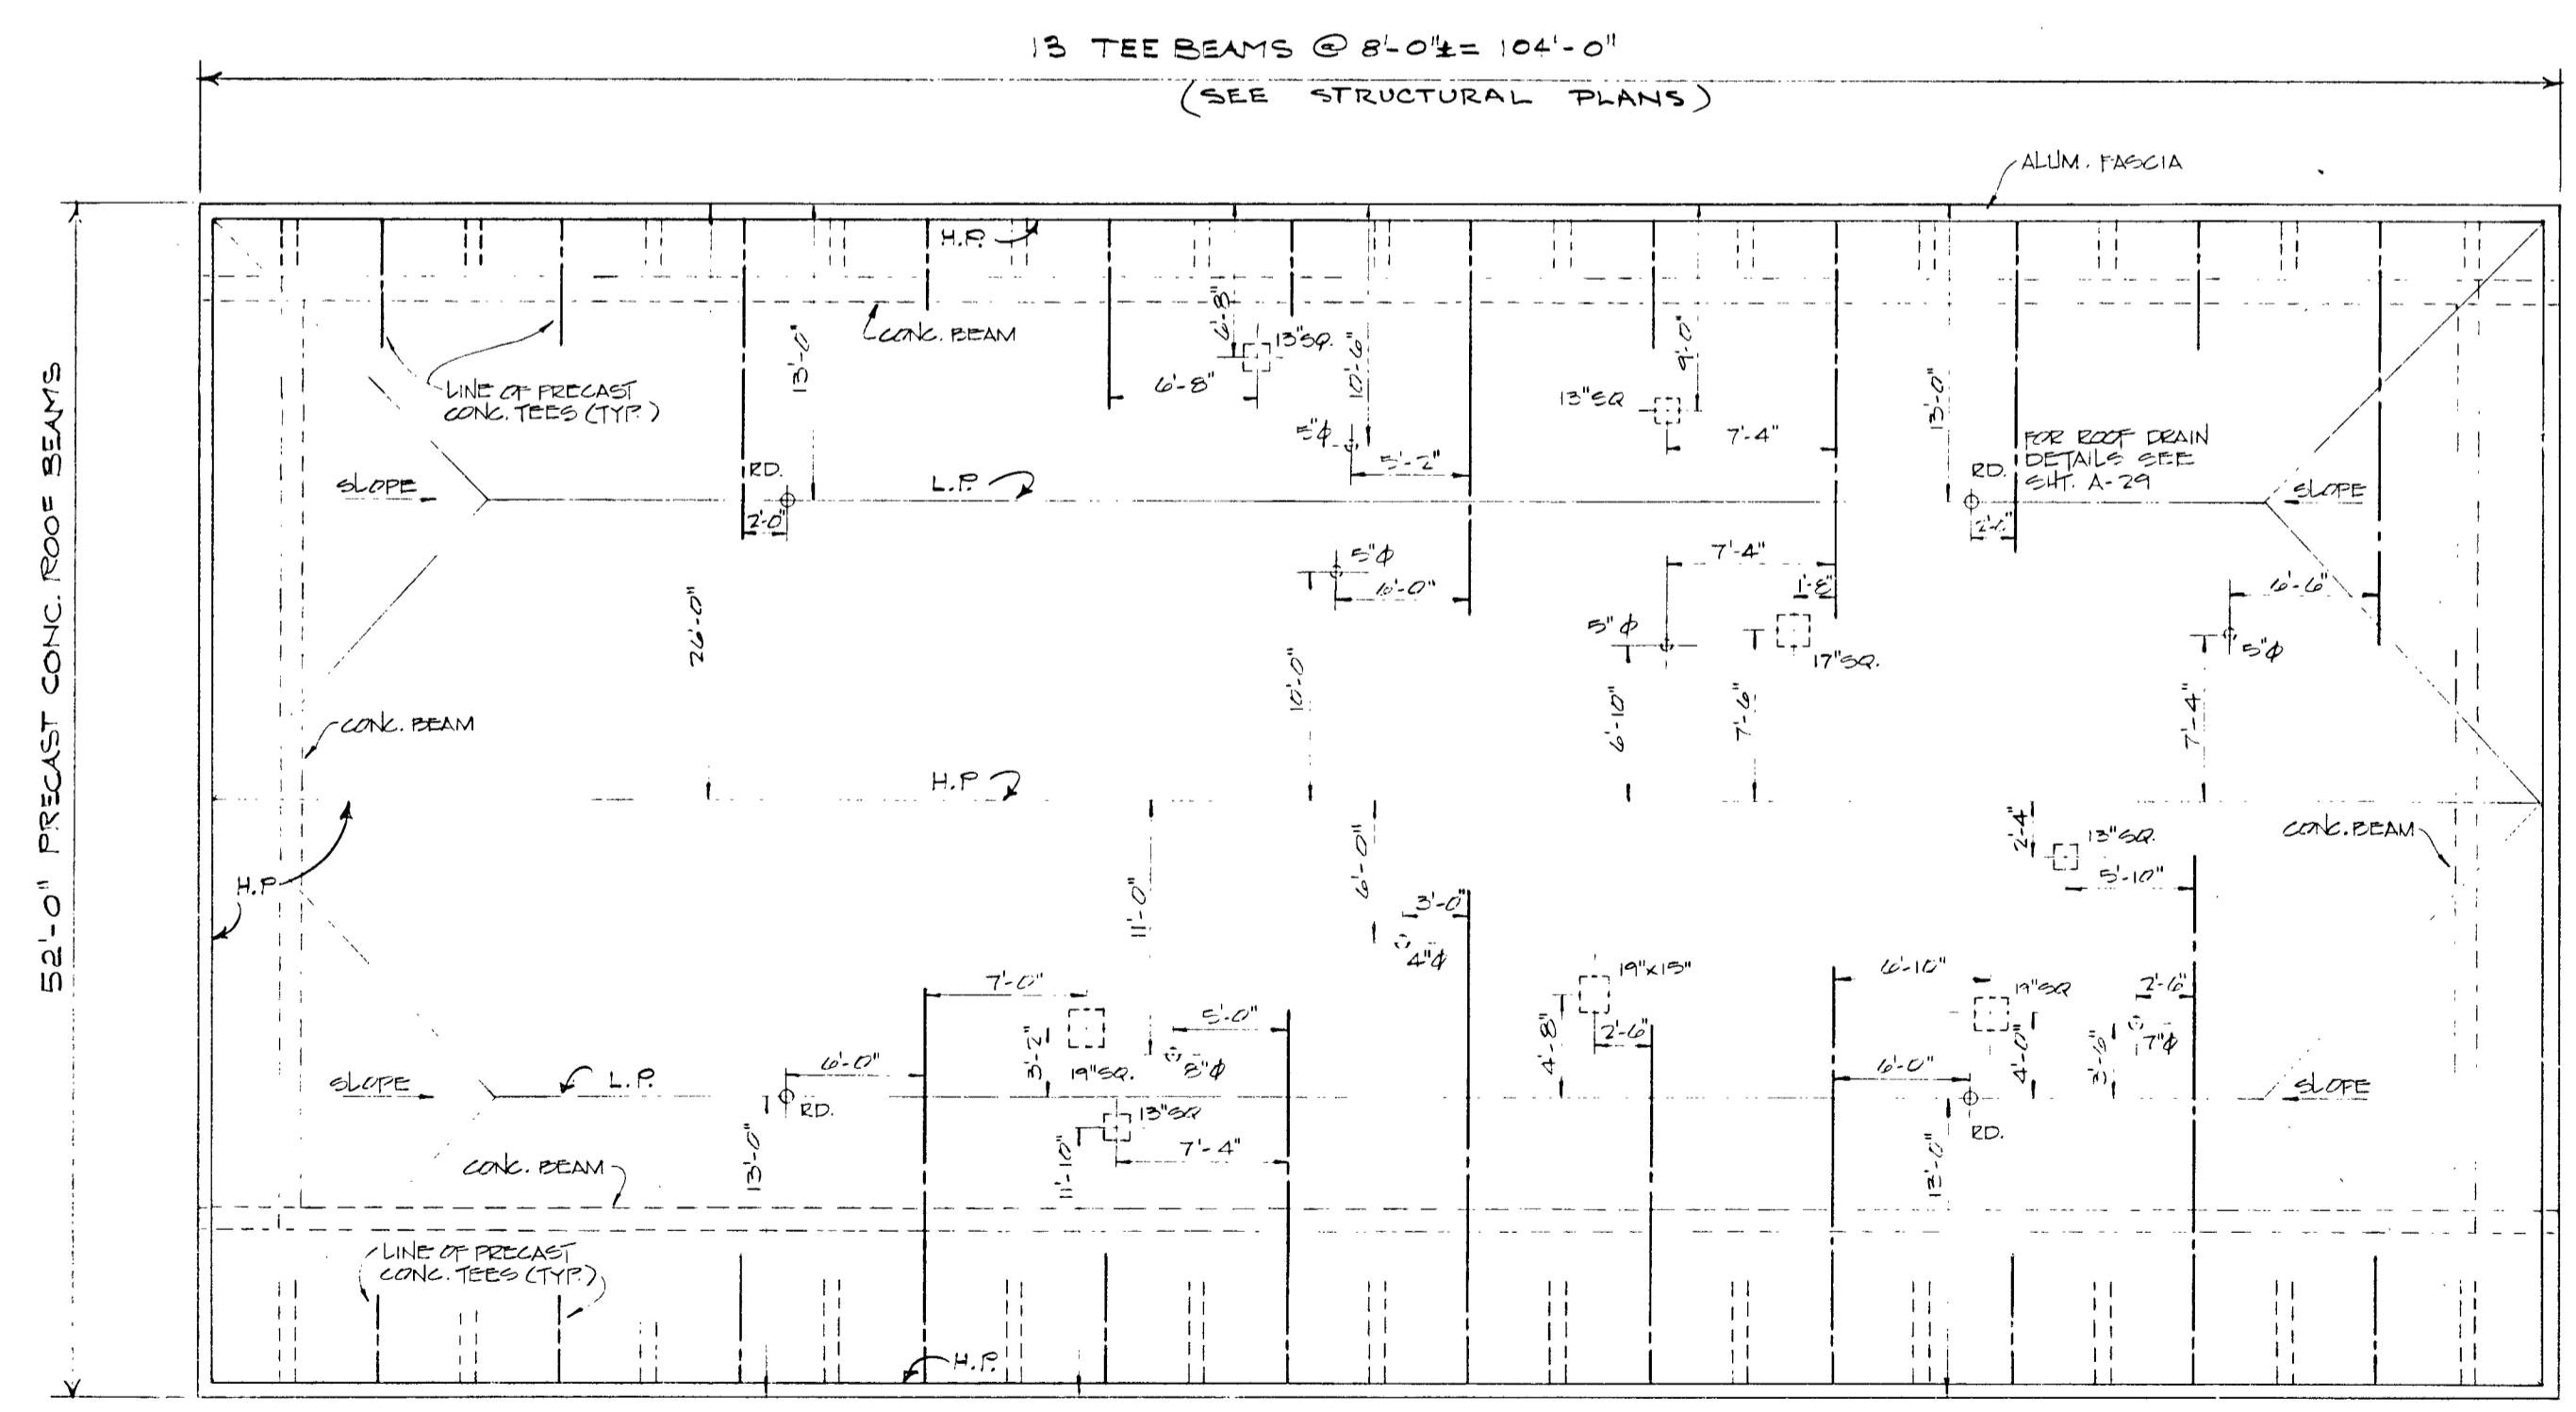 13 TEE BEAMS @ 8'-0"±= 104'-0"
(SEE STRUCTURAL PLANS)
ALUM. FASCIA
H.P.
CONC. BEAM
6'-8"
13"SQ.
6'-8"
13'-0"
10'-6"
9'-0"
13'-0"
LINE OF PRECAST
CONC. TEES (TYP.)
5"φ
5'-2"
13"SQ
7'-4"
FOR ROOF DRAIN
DETAILS SEE
SHT. A-29
SLOPE
RD.
2'-0"
L.P.
RD.
SLOPE
52'-0" PRECAST CONC. ROOF BEAMS
26'-0"
5"φ
6'-0"
7'-4"
1'-8"
5"φ
17"SQ.
6'-6"
5"φ
10'-0"
6'-10"
7'-6"
7'-4"
CONC. BEAM
H.P
H.P
11'-0"
6'-0"
2'-4"
13"SQ.
5'-10"
CONC. BEAM
3'-0"
4"φ
7'-0"
3'-2"
19"SQ.
5'-0"
8"φ
19"x15"
4'-8"
2'-6"
6'-10"
19"SQ
2'-6"
7"φ
4'-0"
3'-6"
SLOPE
L.P.
6'-0"
RD.
6'-0"
RD.
SLOPE
13"SQ
7'-4"
13'-0"
11'-10"
13'-0"
CONC. BEAM
LINE OF PRECAST
CONC. TEES (TYP.)
H.P.